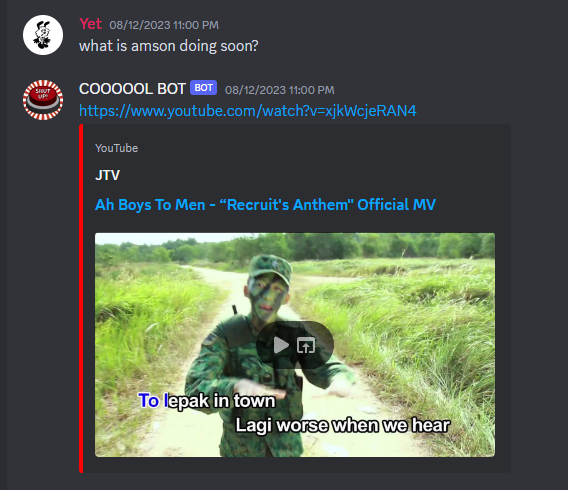 Yet 08/12/2023 11:00 PM
what is amson doing soon?
SHUT UP!
COOOOOL BOT BOT 08/12/2023 11:00 PM
https://www.youtube.com/watch?v=xjkWcjeRAN4
YouTube
JTV
Ah Boys To Men - “Recruit's Anthem" Official MV
To lepak in town
Lagi worse when we hear